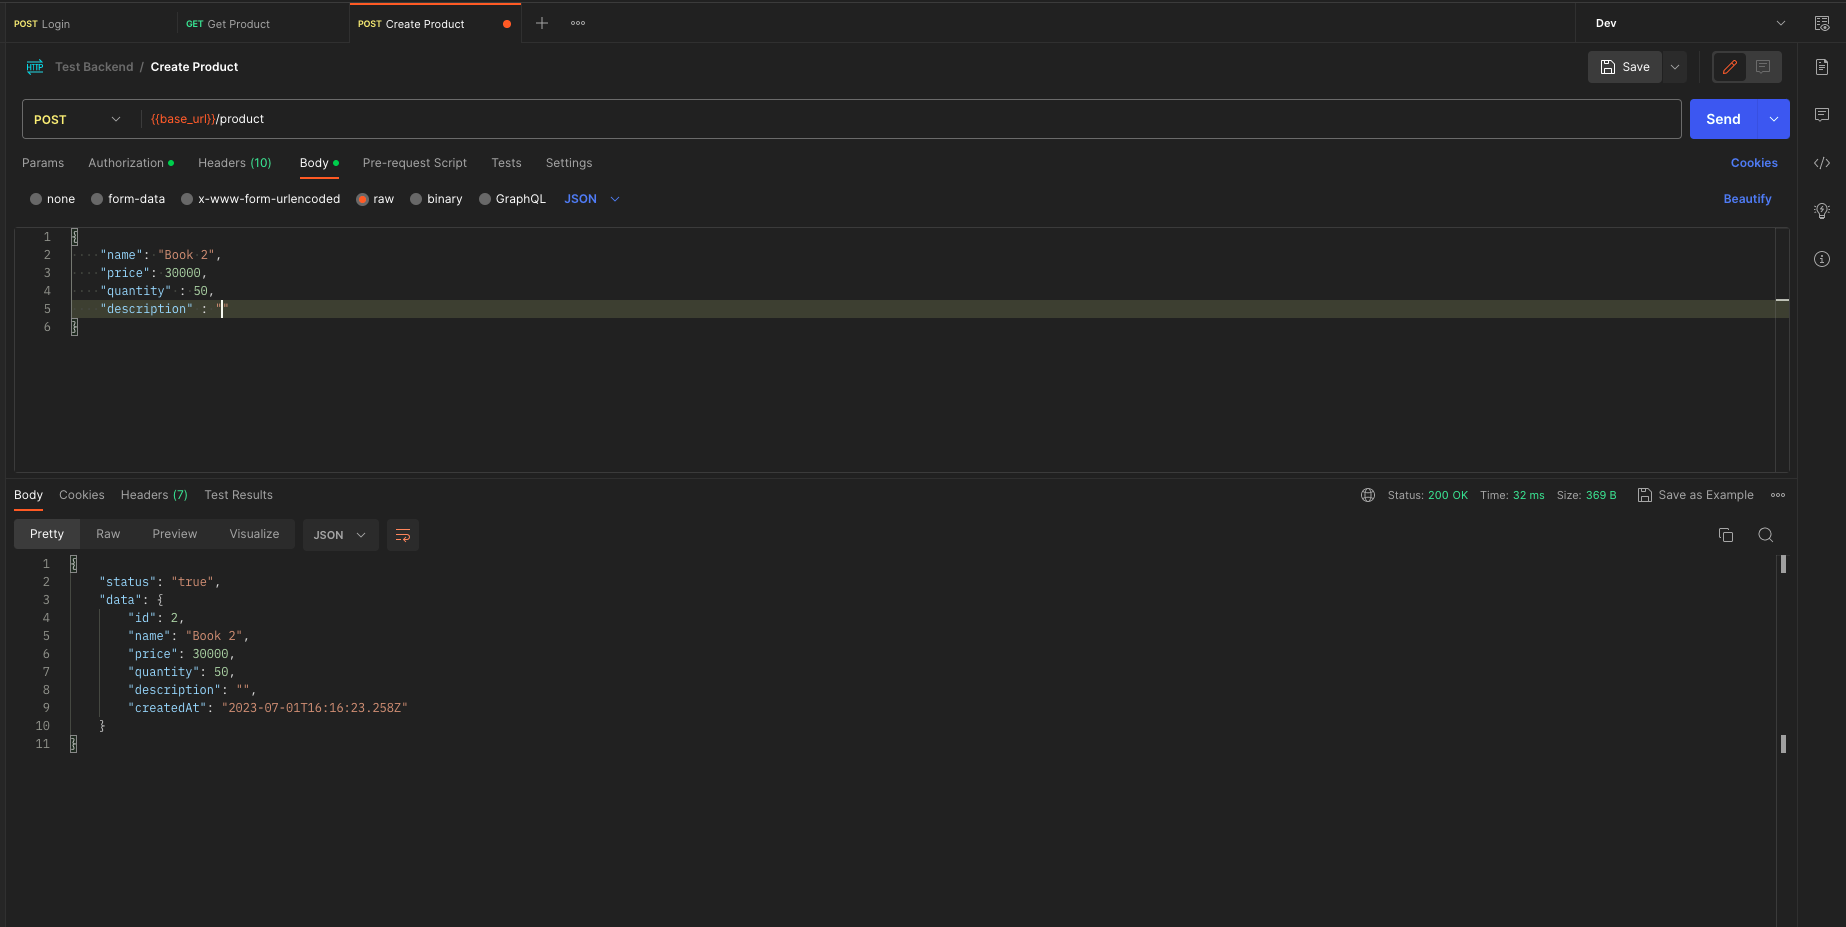 POST Login GET Get Product POST Create Product Dev
HTTP Test Backend / Create Product Save
POST {{base_url}}/product Send
Params Authorization Headers (10) Body Pre-request Script Tests Settings Cookies
none form-data x-www-form-urlencoded raw binary GraphQL JSON Beautify
1 {
2 "name": "Book 2",
3 "price": 30000,
4 "quantity" : 50,
5 "description" : ""
6 }
Body Cookies Headers (7) Test Results Status: 200 OK Time: 32 ms Size: 369 B Save as Example
Pretty Raw Preview Visualize JSON
1 {
2 "status": "true",
3 "data": {
4 "id": 2,
5 "name": "Book 2",
6 "price": 30000,
7 "quantity": 50,
8 "description": "",
9 "createdAt": "2023-07-01T16:16:23.258Z"
10 }
11 }